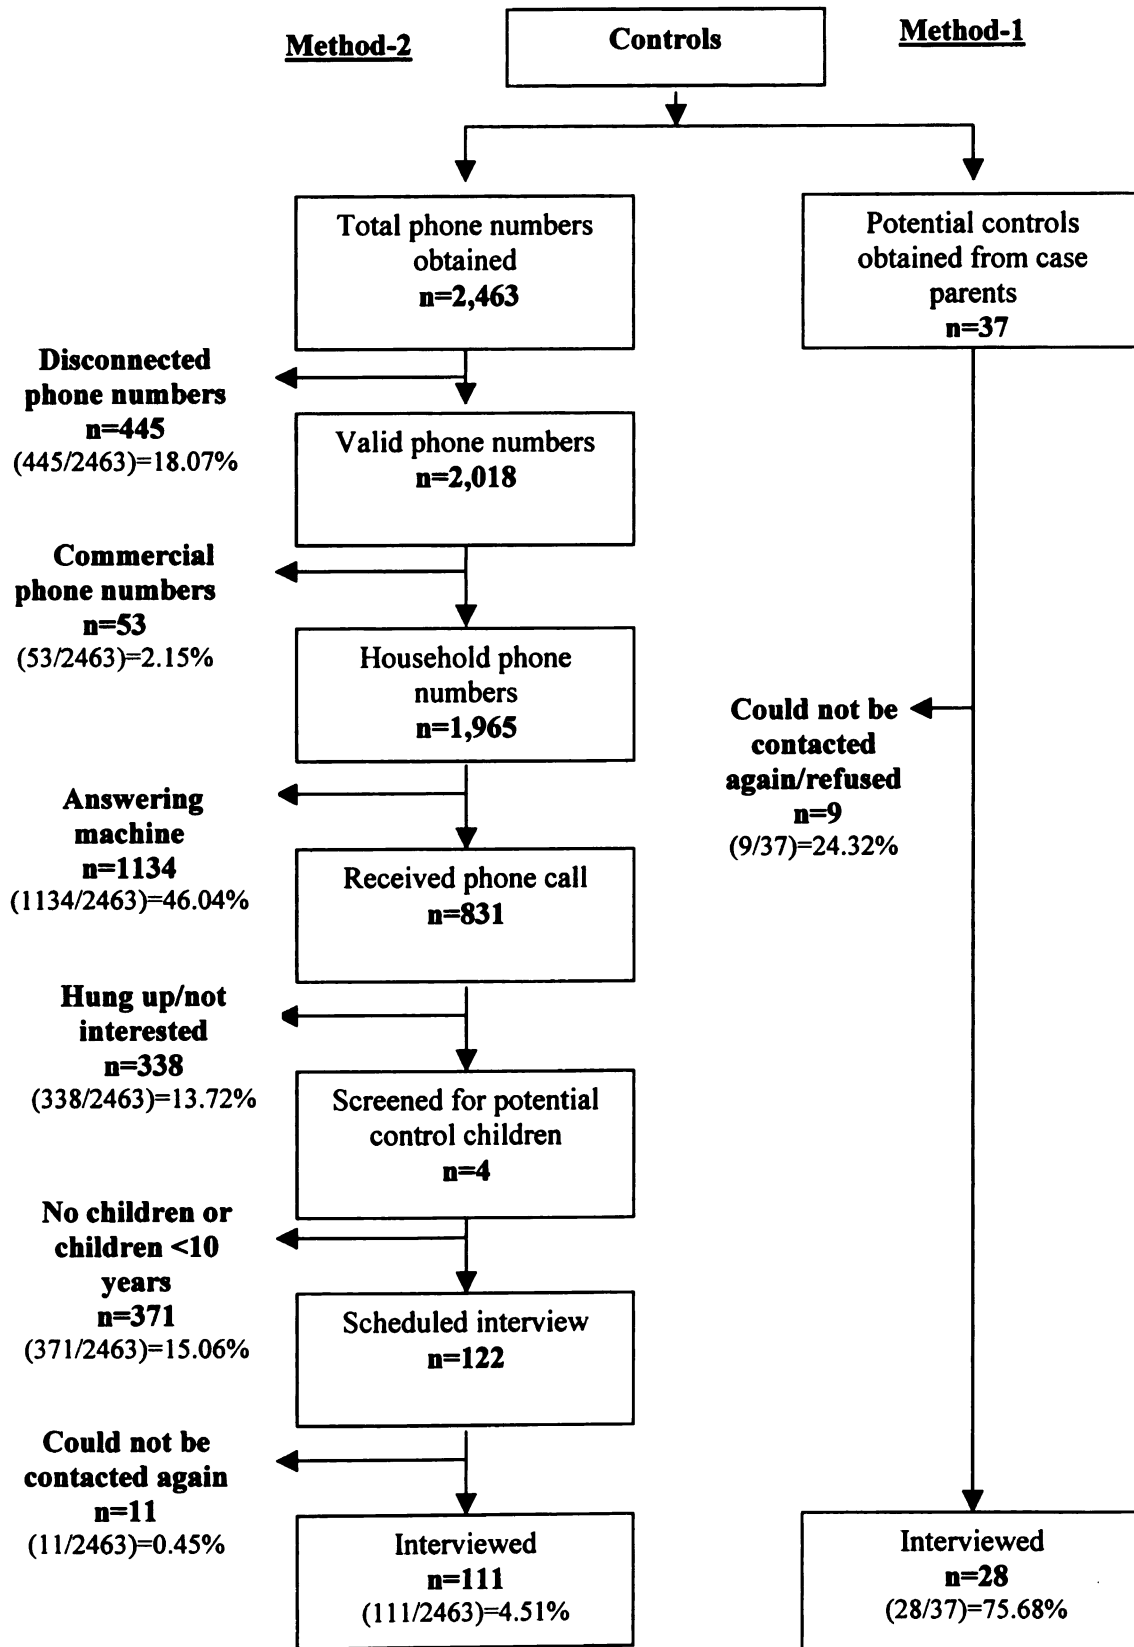 Method-2
Controls
Method-1
Total phone numbers
obtained
n=2,463
Potential controls
obtained from case
parents
n=37
Disconnected
phone numbers
n=445
(445/2463)=18.07%
Valid phone numbers
n=2,018
Commercial
phone numbers
n=53
(53/2463)=2.15%
Household phone
numbers
n=1,965
Could not be
contacted
again/refused
n=9
(9/37)=24.32%
Answering
machine
n=1134
(1134/2463)=46.04%
Received phone call
n=831
Hung up/not
interested
n=338
(338/2463)=13.72%
Screened for potential
control children
n=4
No children or
children <10
years
n=371
(371/2463)=15.06%
Scheduled interview
n=122
Could not be
contacted again
n=11
(11/2463)=0.45%
Interviewed
n=111
(111/2463)=4.51%
Interviewed
n=28
(28/37)=75.68%